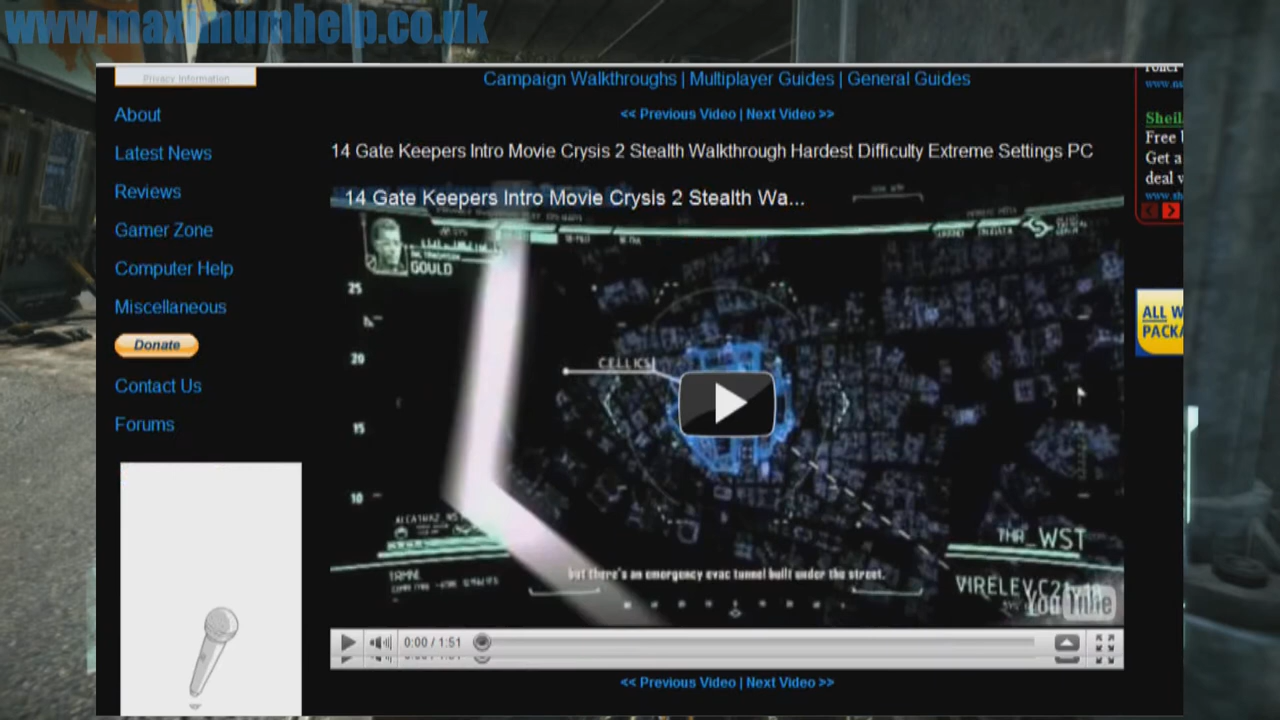 www.maximumhelp.co.uk
Privacy Information
Campaign Walkthroughs | Multiplayer Guides | General Guides
<< Previous Video | Next Video >>
About
Latest News
Reviews
Gamer Zone
Computer Help
Miscellaneous
Donate
Contact Us
Forums
14 Gate Keepers Intro Movie Crysis 2 Stealth Walkthrough Hardest Difficulty Extreme Settings PC
14 Gate Keepers Intro Movie Crysis 2 Stealth Wa...
GOULD
25
20
15
10
but there's an emergency evac tunnel built under the street.
_WST
YouTube
0:00 / 1:51
<< Previous Video | Next Video >>
Sheil
Free
Get a
deal
ALL W
PACKA